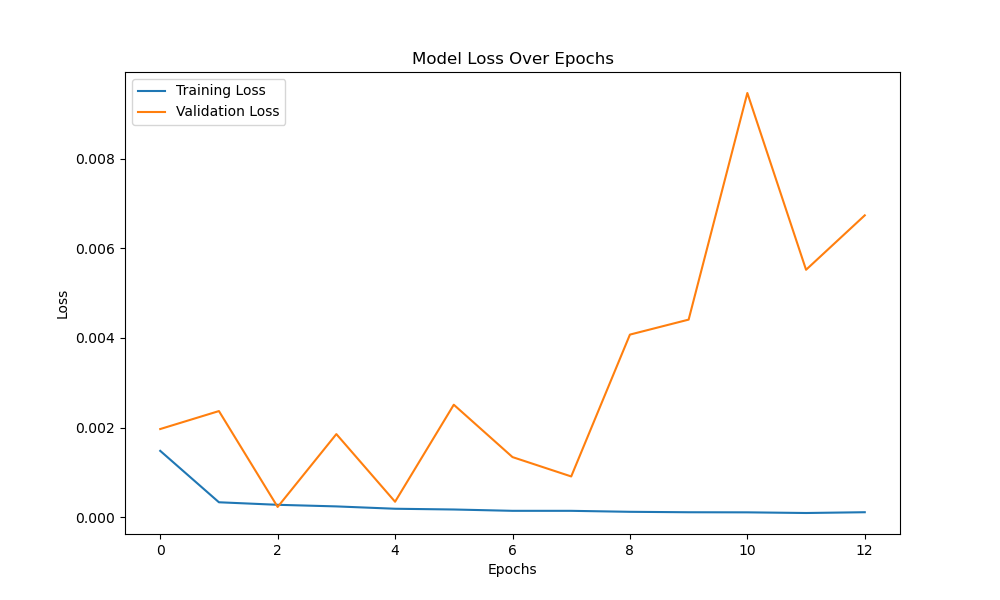 Model Loss Over Epochs
Training Loss
Validation Loss
0.008
0.006
0.004
0.002
0.000
Loss
0 2 4 6 8 10 12
Epochs